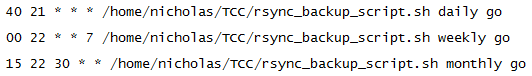 40 21 * * * /home/nicholas/TCC/rsync_backup_script.sh daily go
00 22 * * 7 /home/nicholas/TCC/rsync_backup_script.sh weekly go
15 22 30 * * /home/nicholas/TCC/rsync_backup_script.sh monthly go